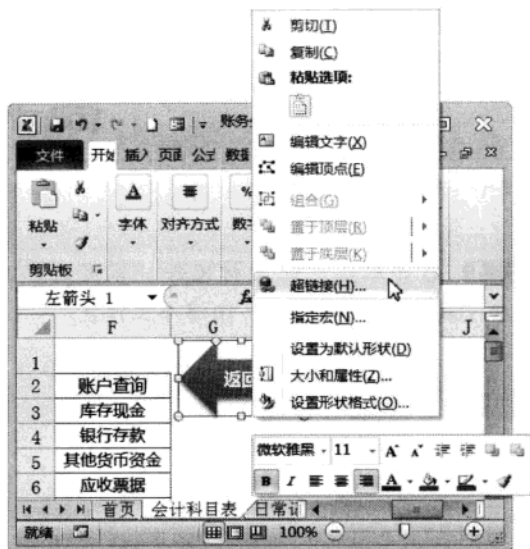 剪切(T)
复制(C)
粘贴选项:
编辑文字(X)
编辑顶点(E)
组合(G)
置于顶层(R)
置于底层(K)
超链接(H)...
指定宏(N)...
设置为默认形状(D)
大小和属性(Z)...
设置形状格式(O)...
微软雅黑 11 A A
B I A
账务
文件 开始 插入 页面 公式 数据
粘贴 字体 对齐方式 数
剪贴板
左箭头 1
F G J
1 返回
2 账户查询
3 库存现金
4 银行存款
5 其他货币资金
6 应收票据
首页 会计科目表 日常记
就绪 100%